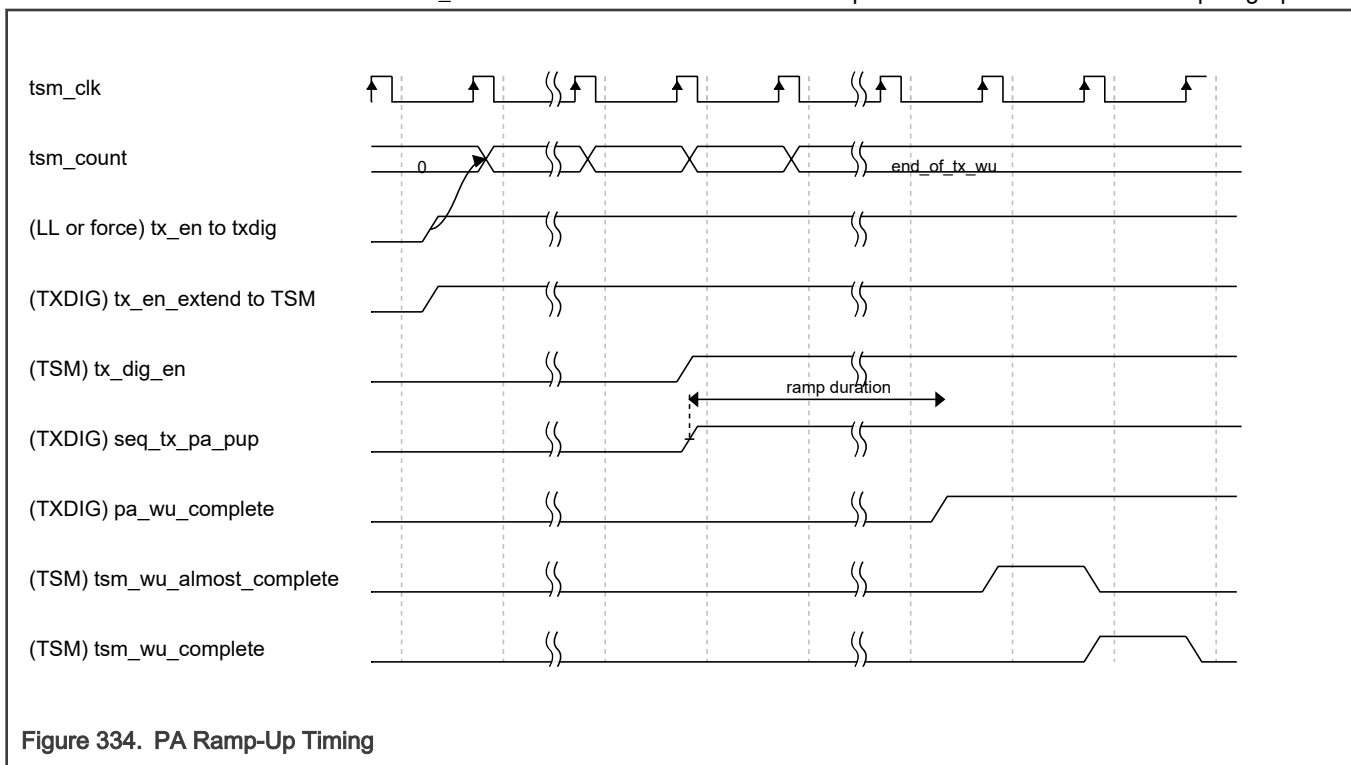 tsm_clk
tsm_count
0
end_of_tx_wu
(LL or force) tx_en to txdig
(TXDIG) tx_en_extend to TSM
(TSM) tx_dig_en
ramp duration
(TXDIG) seq_tx_pa_pup
(TXDIG) pa_wu_complete
(TSM) tsm_wu_almost_complete
(TSM) tsm_wu_complete
Figure 334. PA Ramp-Up Timing